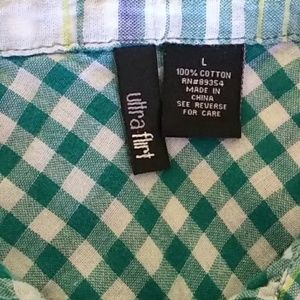 ultra flirt
L
100% COTTON
RN#89354
MADE IN
CHINA
SEE REVERSE
FOR CARE